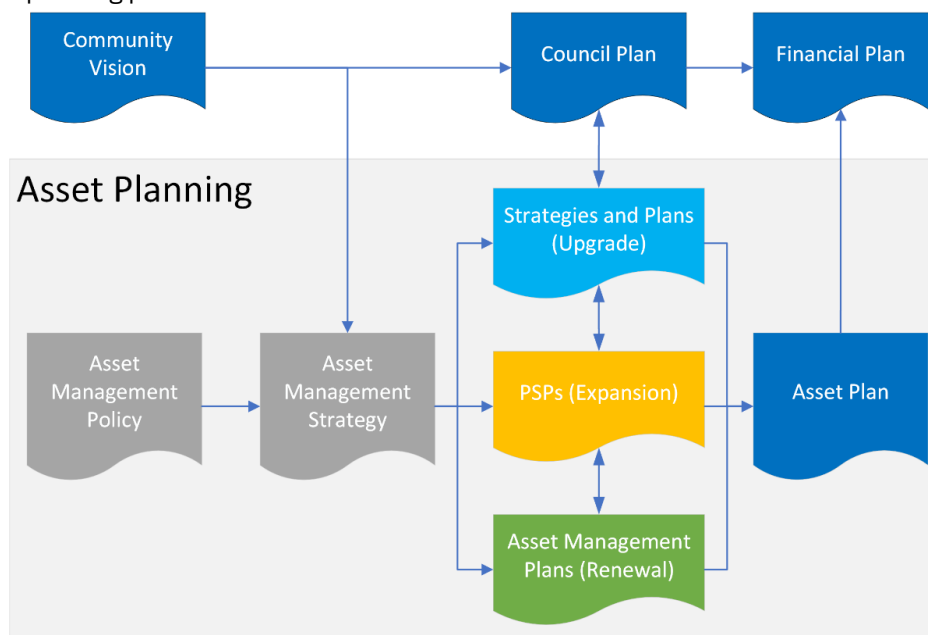 Community
Vision
Council Plan
Financial Plan
Asset Planning
Strategies and Plans
(Upgrade)
Asset
Management
Policy
Asset
Management
Strategy
PSPs (Expansion)
Asset Plan
Asset Management
Plans (Renewal)